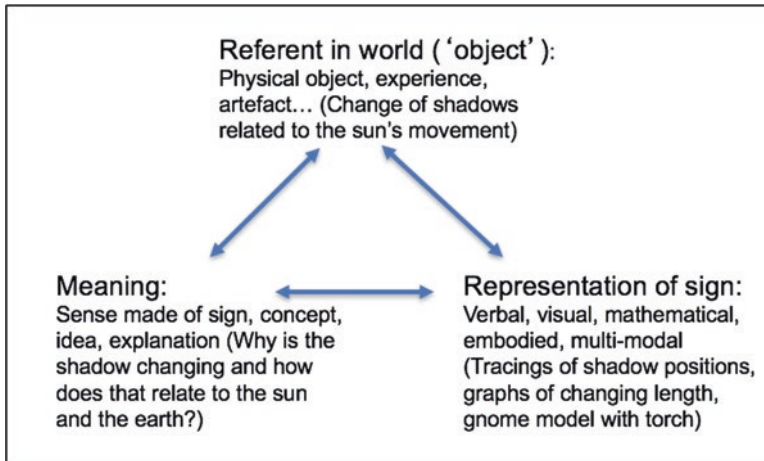 Referent in world (‘object’):
Physical object, experience,
artefact… (Change of shadows
related to the sun’s movement)
Meaning:
Sense made of sign, concept,
idea, explanation (Why is the
shadow changing and how
does that relate to the sun
and the earth?)
Representation of sign:
Verbal, visual, mathematical,
embodied, multi-modal
(Tracings of shadow positions,
graphs of changing length,
gnome model with torch)